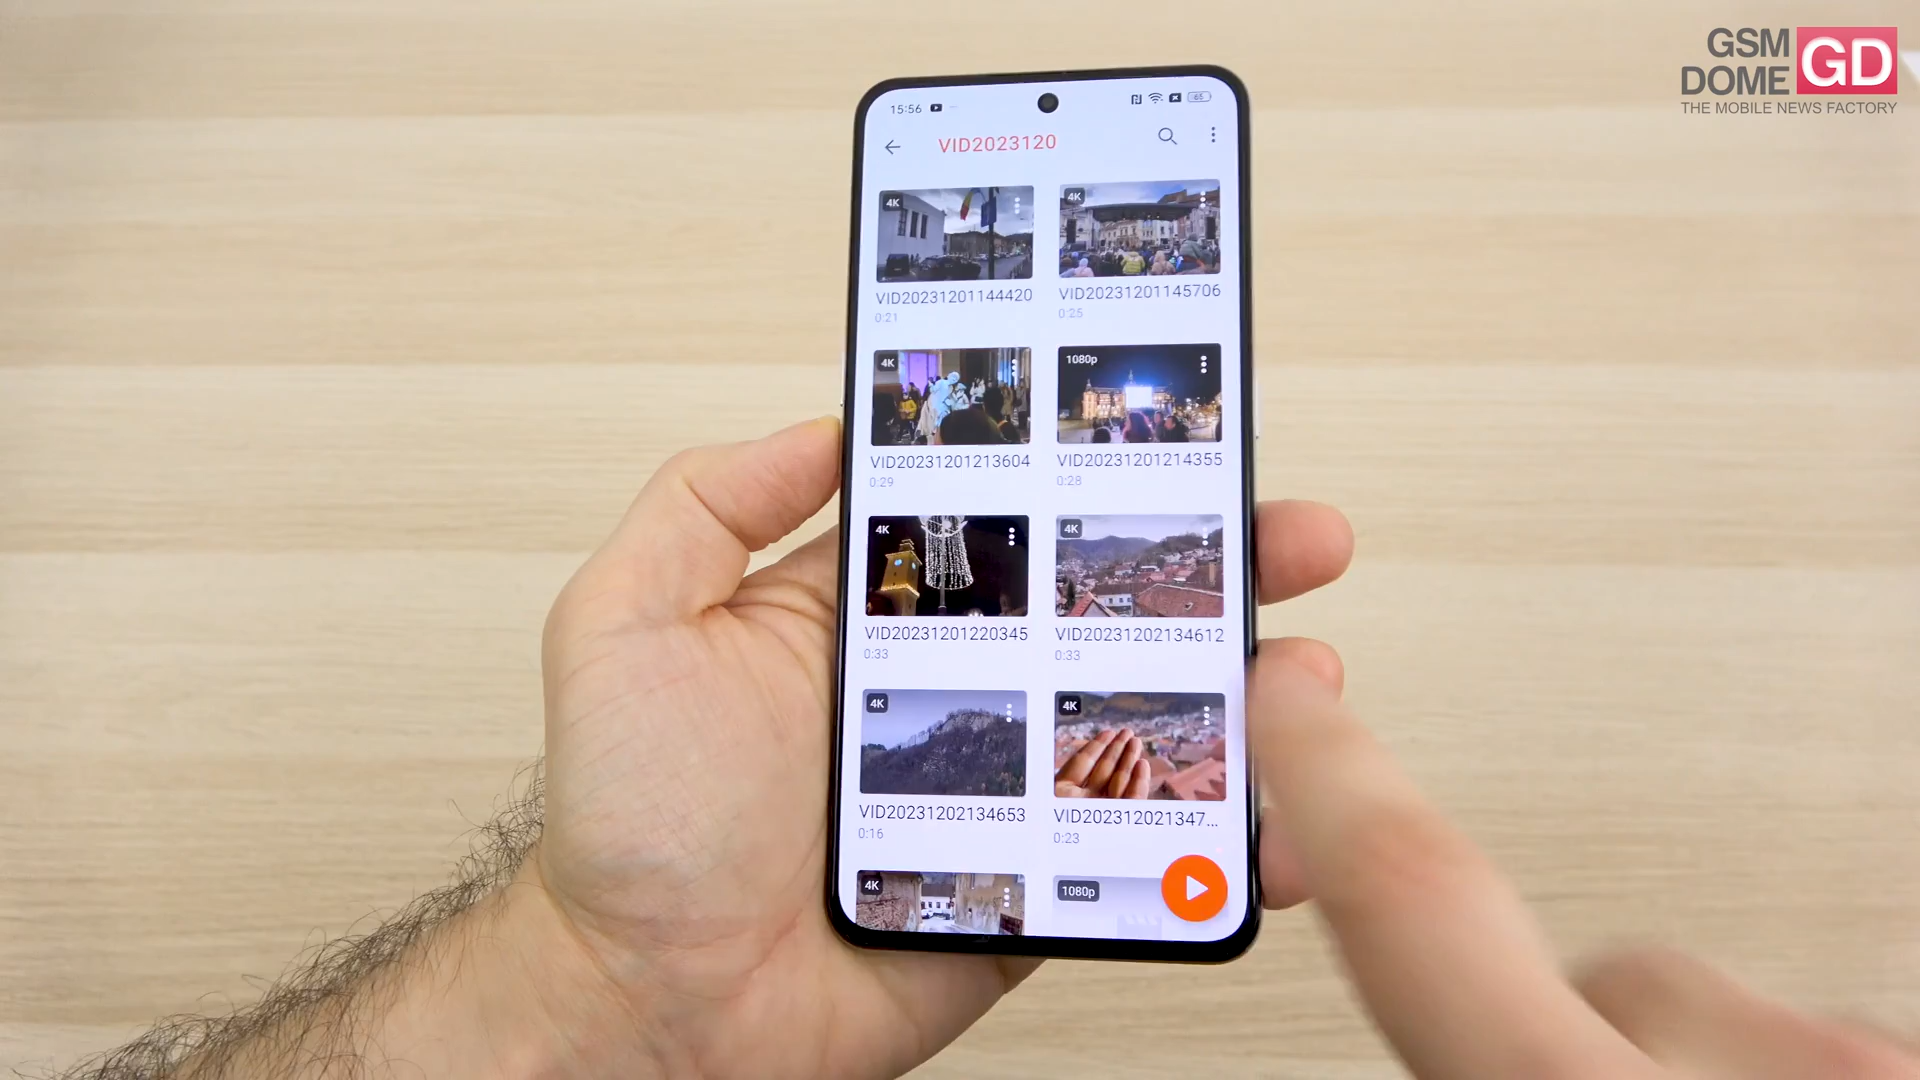 GSM
DOME
GD
THE MOBILE NEWS FACTORY
15:56
65
VID2023120
4K
4K
VID20231201144420
VID20231201145706
0:21
0:25
4K
1080p
VID20231201213604
VID20231201214355
0:29
0:28
4K
4K
VID20231201220345
VID20231202134612
0:33
0:33
4K
4K
VID20231202134653
VID202312021347...
0:16
0:23
4K
1080p